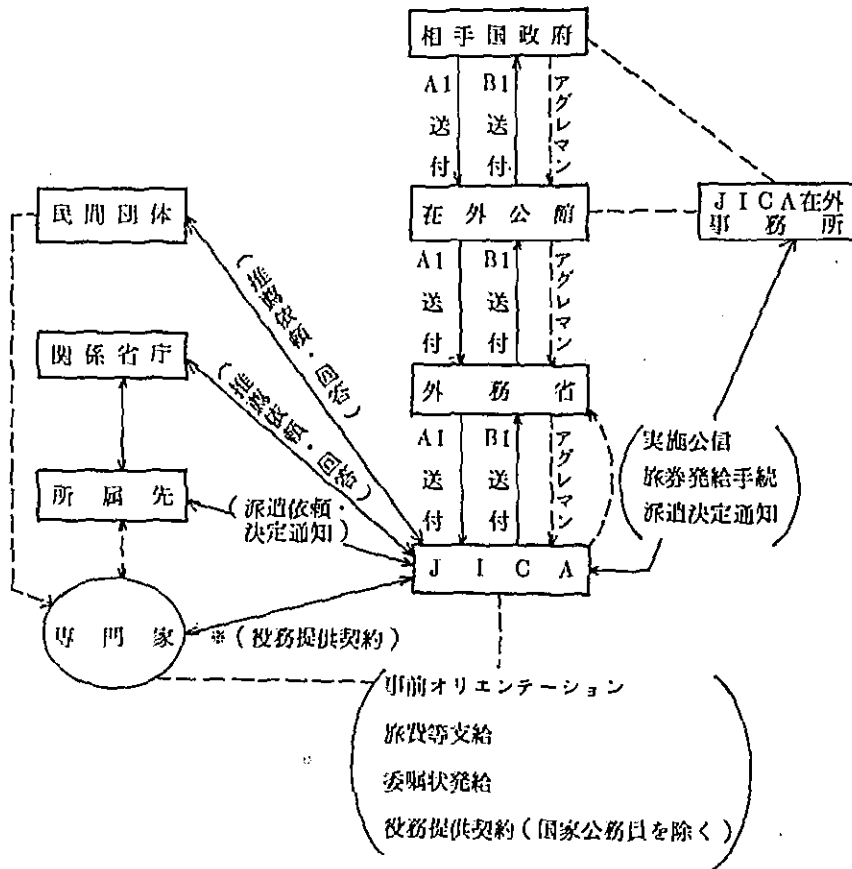 相手国政府
A1 送付
B1 送付
アグレマン
民間団体
在外公館
JICA在外
事務所
A1 送付
B1 送付
アグレマン
(推薦依頼・回答)
関係省庁
(推薦依頼・回答)
外務省
A1 送付
B1 送付
アグレマン
(実施公信
旅券発給手続
派遣決定通知)
所属先
(派遣依頼・
決定通知)
JICA
専門家
※(役務提供契約)
(事前オリエンテーション
旅費等支給
委嘱状発給
役務提供契約(国家公務員を除く))